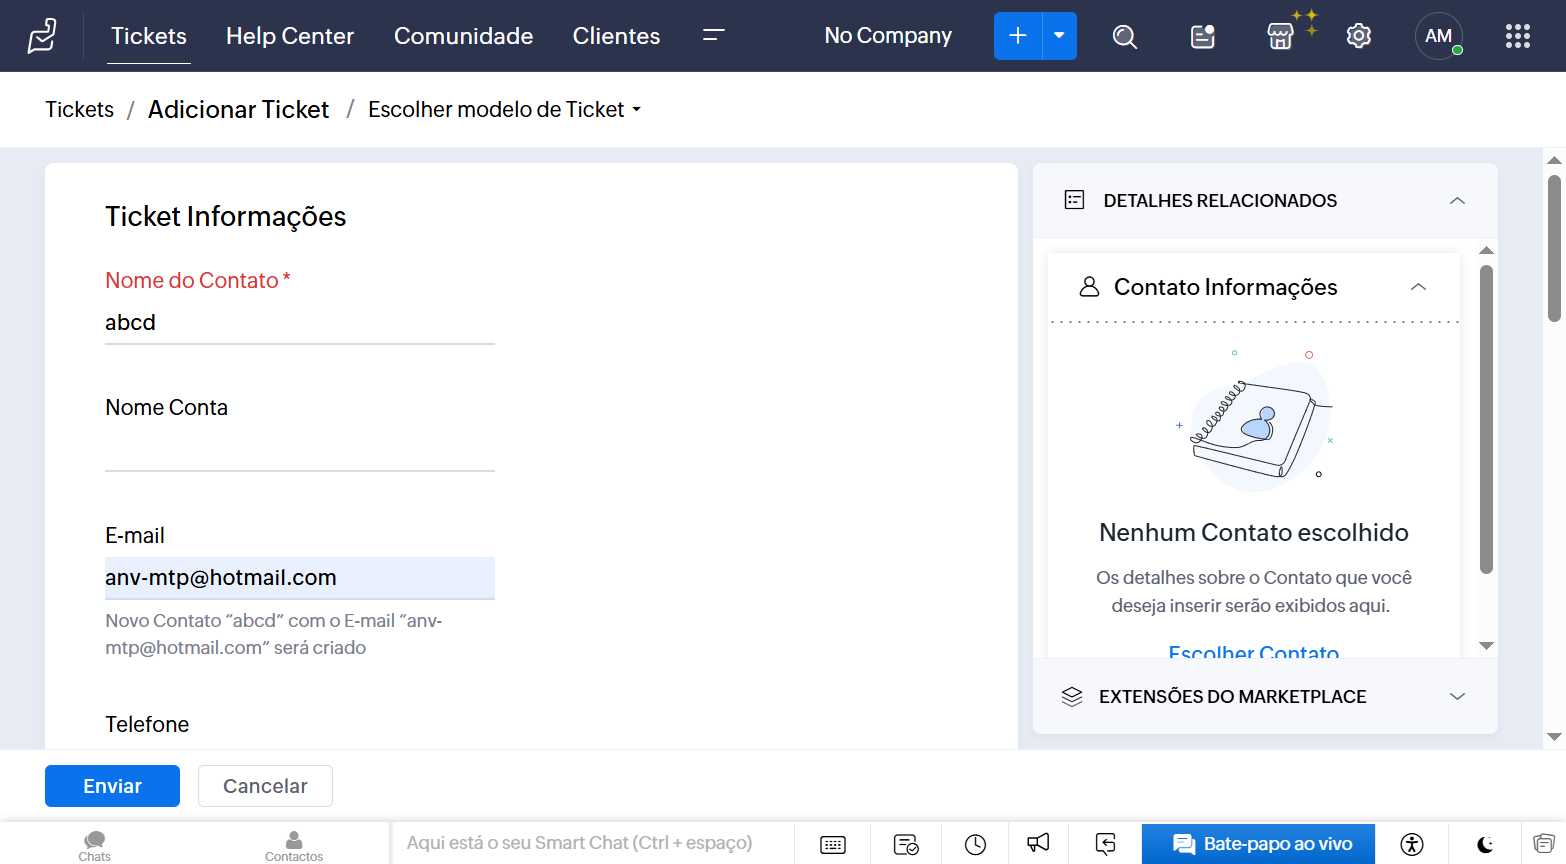 Tickets
Help Center
Comunidade
Clientes
No Company
AM
Tickets / Adicionar Ticket / Escolher modelo de Ticket
Ticket Informações
Nome do Contato *
abcd
Nome Conta
E-mail
anv-mtp@hotmail.com
Novo Contato “abcd” com o E-mail “anv-
mtp@hotmail.com” será criado
Telefone
DETALHES RELACIONADOS
Contato Informações
Nenhum Contato escolhido
Os detalhes sobre o Contato que você
deseja inserir serão exibidos aqui.
Escolher Contato
EXTENSÕES DO MARKETPLACE
Enviar
Cancelar
Chats
Contactos
Aqui está o seu Smart Chat (Ctrl + espaço)
Bate-papo ao vivo